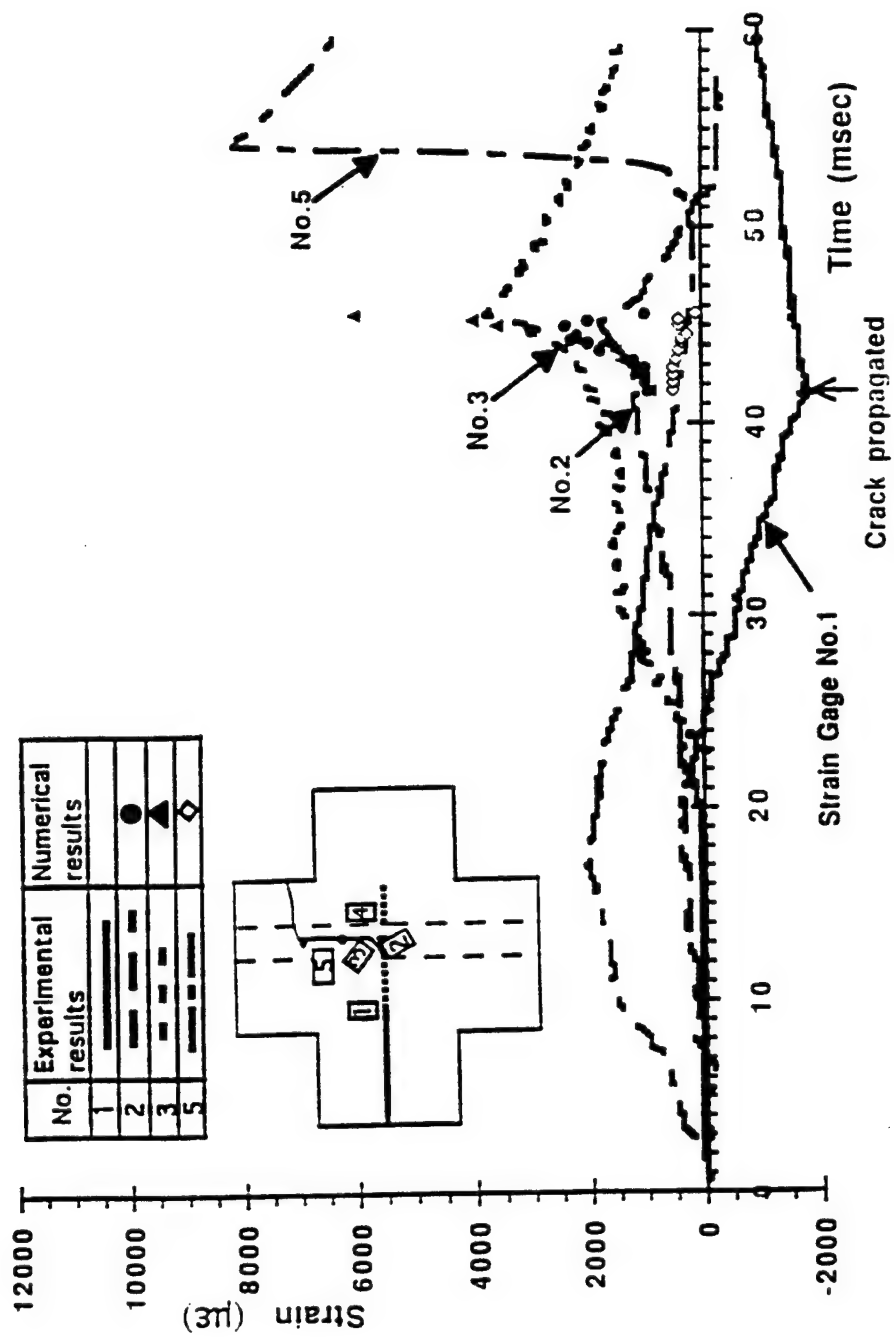 12000
10000
8000
6000
4000
2000
0
-2000
Strain (με)
No. Experimental results Numerical results
1
2
3
5
1
5
3
2
4
No.5
No.3
No.2
Strain Gage No.1
Crack propagated
0 10 20 30 40 50 60
Time (msec)